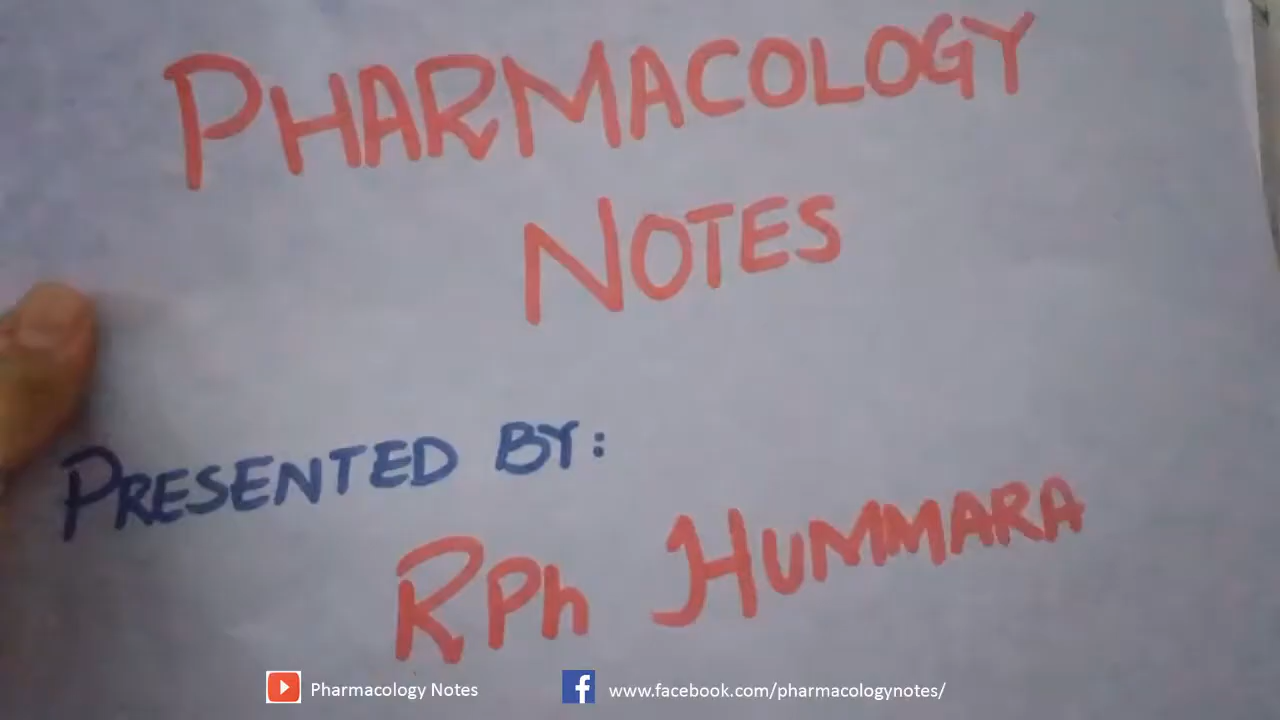 PHARMACOLOGY
NOTES
PRESENTED BY:
RPh HUMMARA
Pharmacology Notes
www.facebook.com/pharmacologynotes/